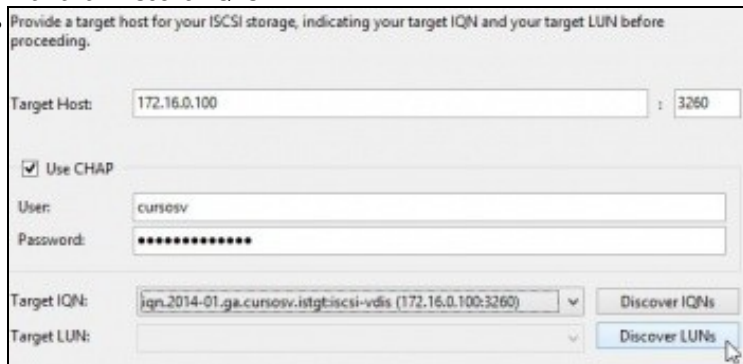 Provide a target host for your ISCSI storage, indicating your target IQN and your target LUN before
proceeding.
Target Host: 172.16.0.100 : 3260
Use CHAP
User: cursosv
Password: •••••••••••••
Target IQN: iqn.2014-01.ga.cursosv.istgt:iscsi-vdis (172.16.0.100:3260) Discover IQNs
Target LUN: Discover LUNs